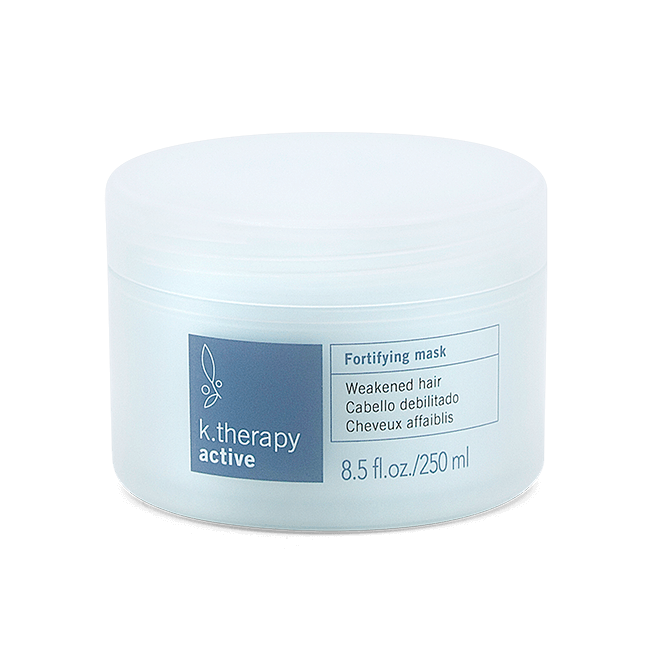 k.therapy
active
Fortifying mask
Weakened hair
Cabello debilitado
Cheveux affaiblis
8.5 fl.oz./250 ml